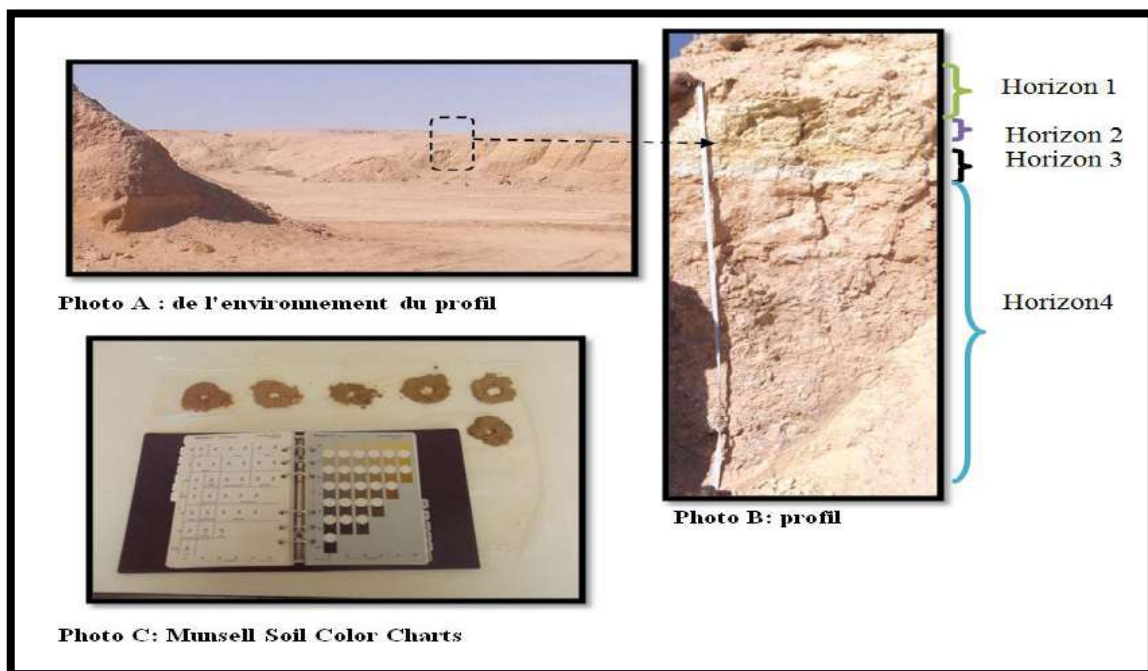 Horizon 1
Horizon 2
Horizon 3
Horizon4
Photo A : de l'environnement du profil
Photo B: profil
Photo C: Munsell Soil Color Charts